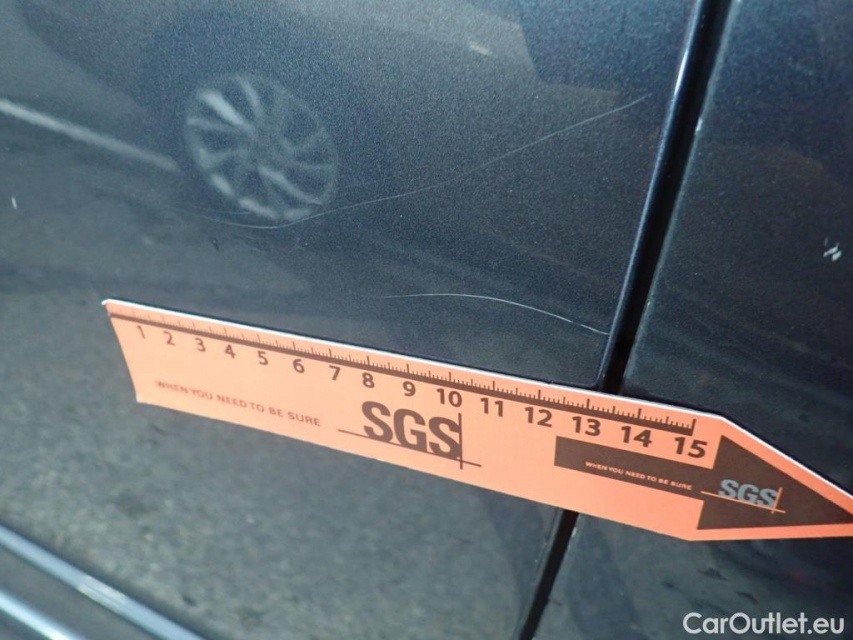 1 2 3 4 5 6 7 8 9 10 11 12 13 14 15
WHEN YOU NEED TO BE SURE
SGS
WHEN YOU NEED TO BE SURE
SGS
CarOutlet.eu